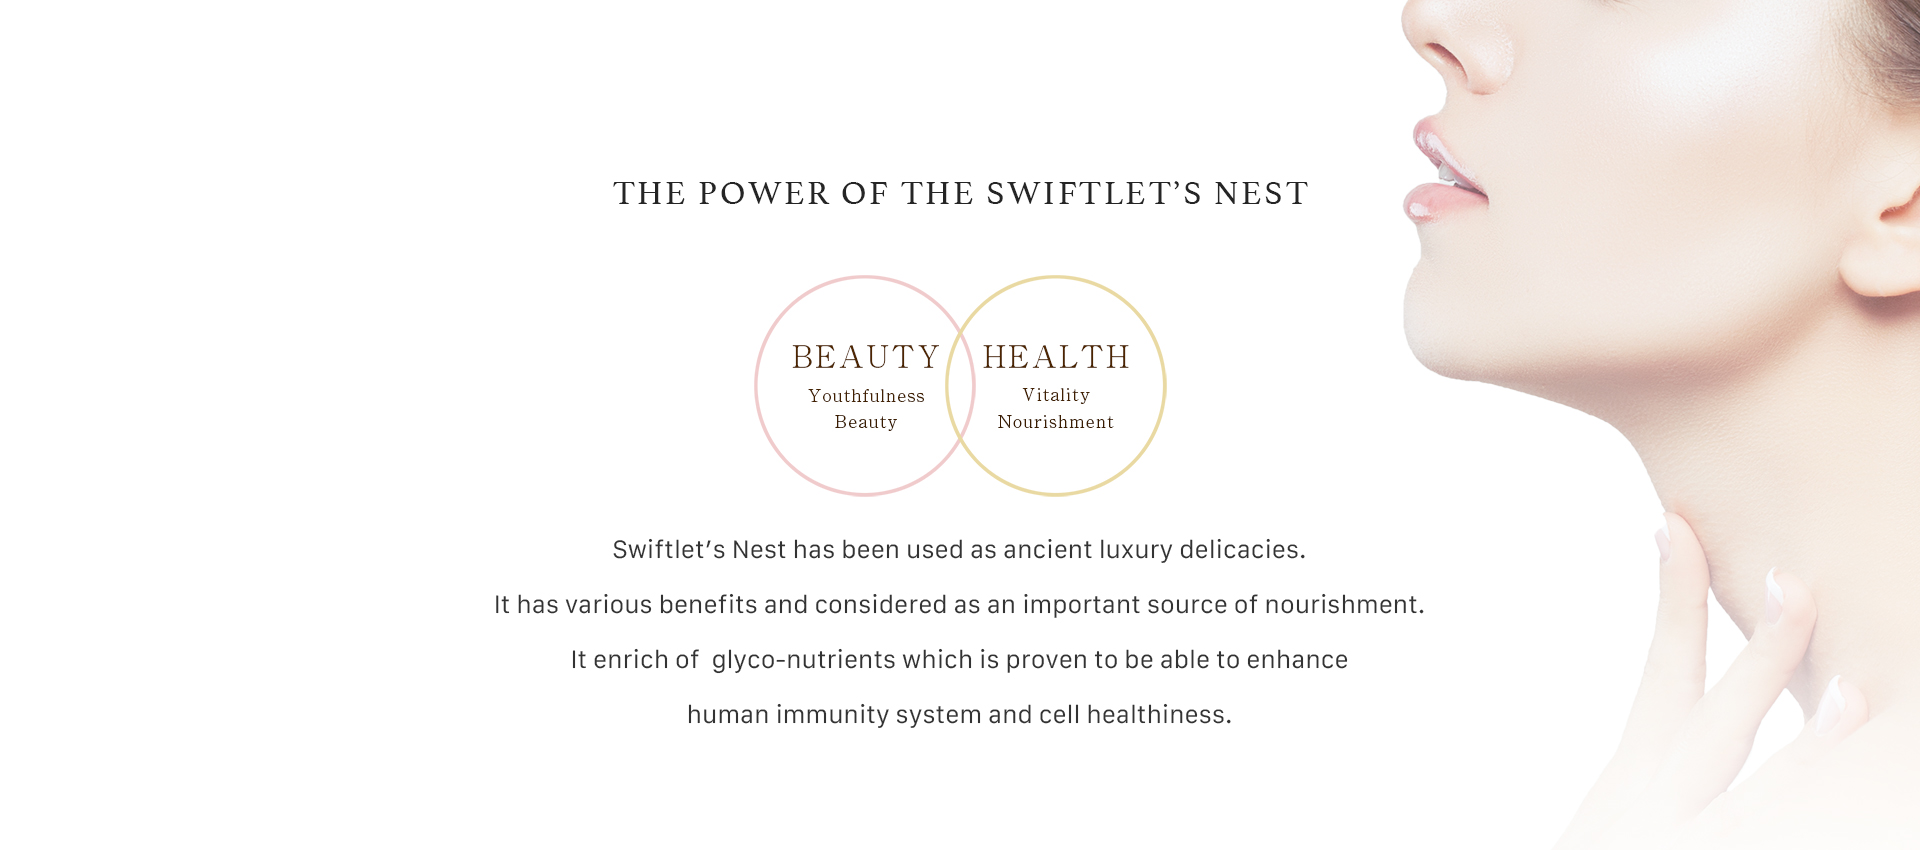 THE POWER OF THE SWIFTLET’S NEST
BEAUTY
Youthfulness
Beauty
HEALTH
Vitality
Nourishment
Swiftlet’s Nest has been used as ancient luxury delicacies.
It has various benefits and considered as an important source of nourishment.
It enrich of  glyco-nutrients which is proven to be able to enhance
human immunity system and cell healthiness.